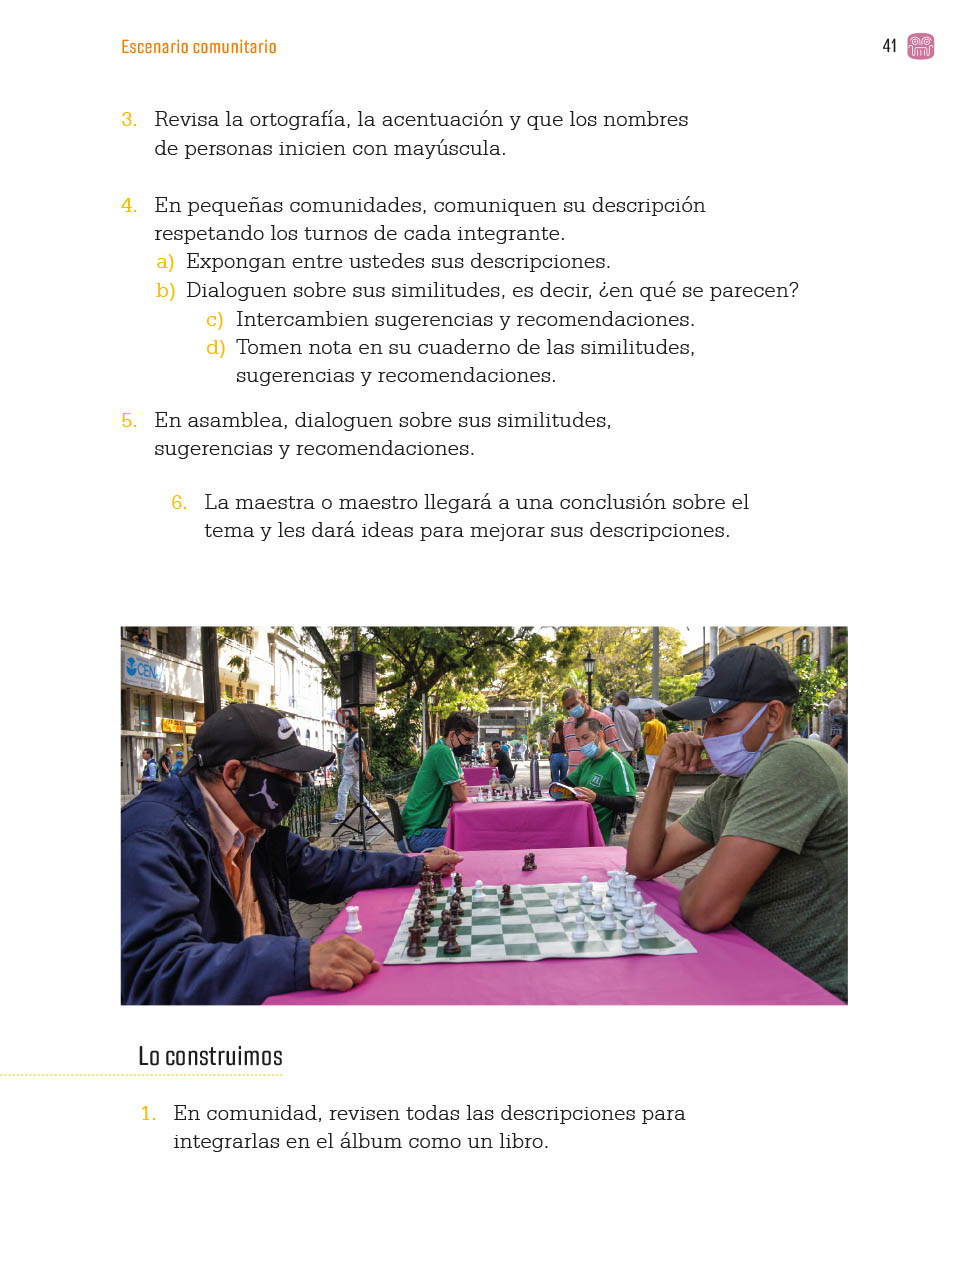 Escenario comunitario
41
3. Revisa la ortografía, la acentuación y que los nombres
de personas inicien con mayúscula.
4. En pequeñas comunidades, comuniquen su descripción
respetando los turnos de cada integrante.
a) Expongan entre ustedes sus descripciones.
b) Dialoguen sobre sus similitudes, es decir, ¿en qué se parecen?
c) Intercambien sugerencias y recomendaciones.
d) Tomen nota en su cuaderno de las similitudes,
sugerencias y recomendaciones.
5. En asamblea, dialoguen sobre sus similitudes,
sugerencias y recomendaciones.
6. La maestra o maestro llegará a una conclusión sobre el
tema y les dará ideas para mejorar sus descripciones.
CEN
Lo construimos
1. En comunidad, revisen todas las descripciones para
integrarlas en el álbum como un libro.